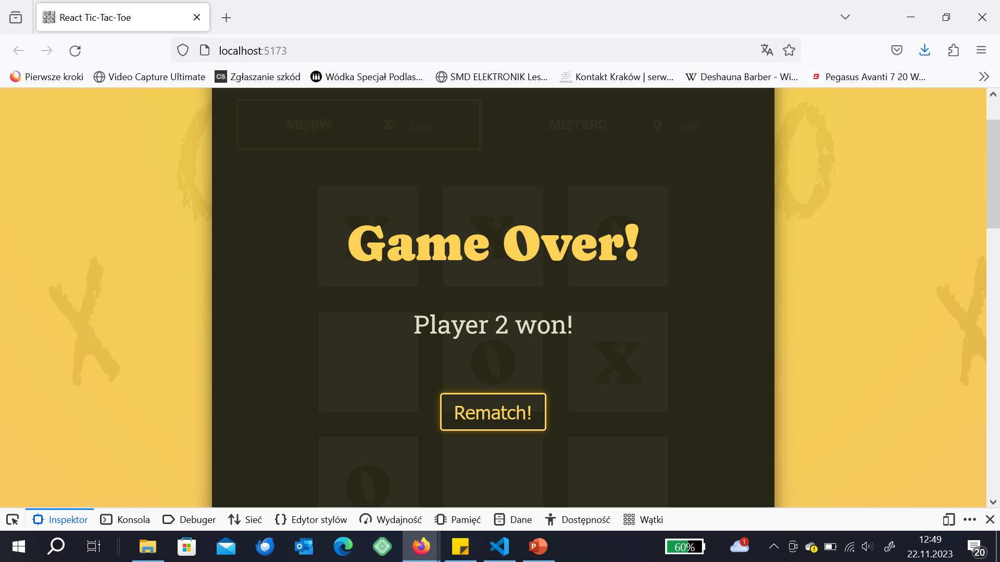 React Tic-Tac-Toe
localhost:5173
Pierwsze kroki
Video Capture Ultimate
CS Zgłaszanie szkód
Wódka Specjał Podlas...
SMD ELEKTRONIK Les...
Kontakt Kraków | serw...
W Deshauna Barber - Wi...
B Pegasus Avanti 7 20 W...
MISSW X Edit
MISTERQ O Edit
X X O
Game Over!
Player 2 won!
O X
Rematch!
O
Inspektor Konsola Debuger Sieć Edytor stylów Wydajność Pamięć Dane Dostępność Wątki
60%
1
12:49
22.11.2023
20